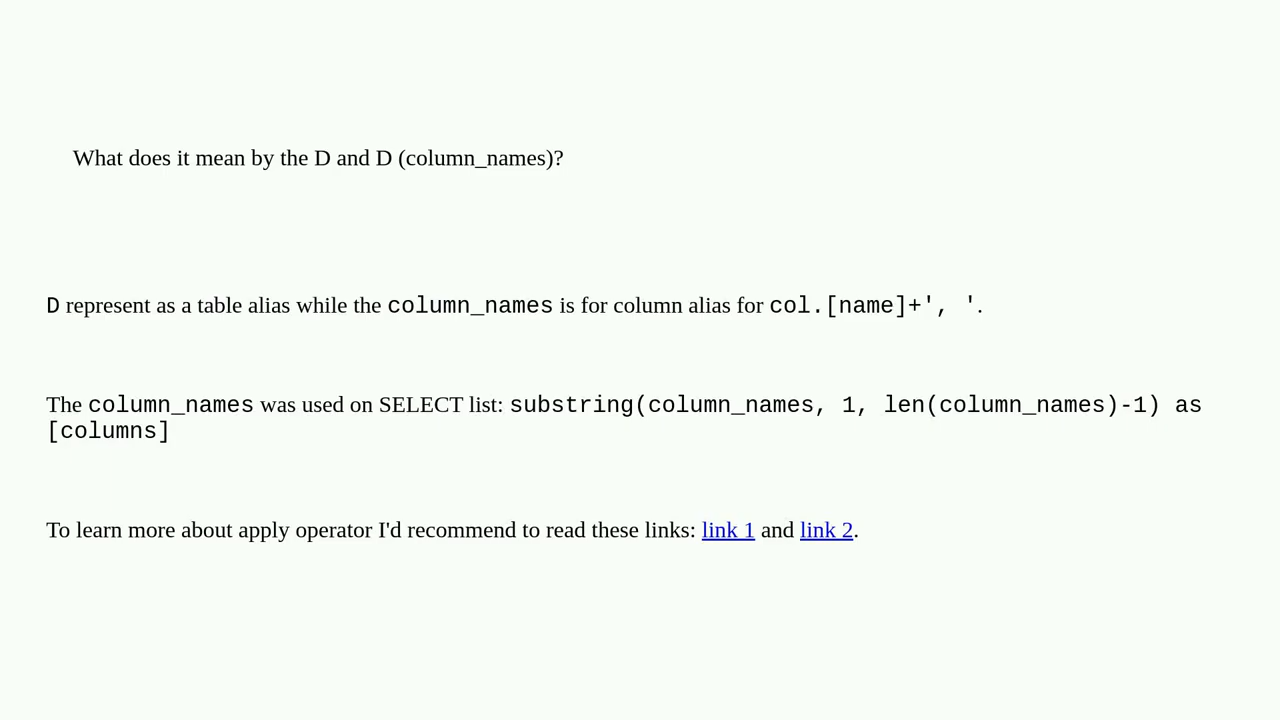 What does it mean by the D and D (column_names)?
D represent as a table alias while the column_names is for column alias for col.[name]+', '.
The column_names was used on SELECT list: substring(column_names, 1, len(column_names)-1) as
[columns]
To learn more about apply operator I'd recommend to read these links: link 1 and link 2.